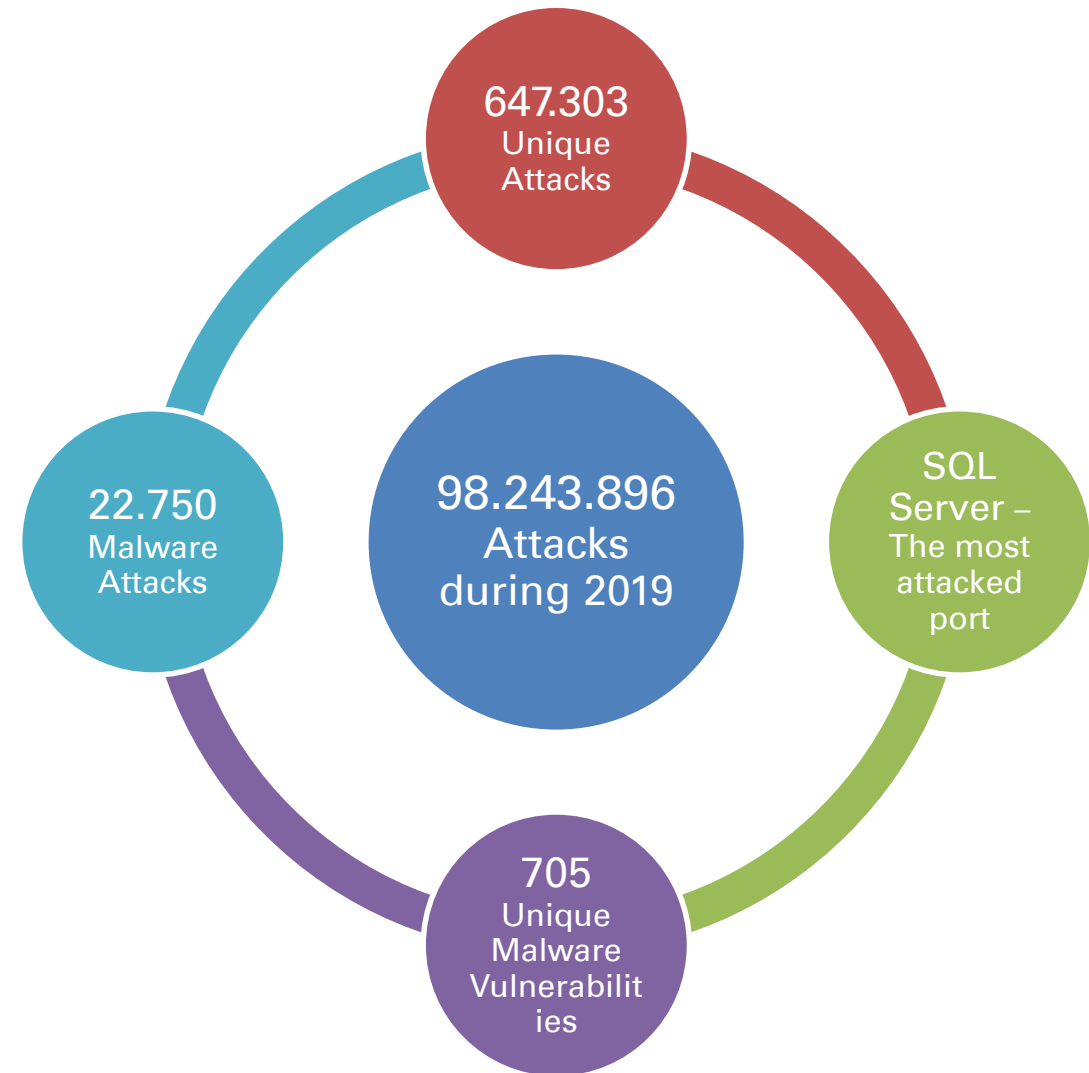 647.303
Unique
Attacks
22.750
Malware
Attacks
98.243.896
Attacks
during 2019
SQL
Server –
The most
attacked
port
705
Unique
Malware
Vulnerabilit
ies